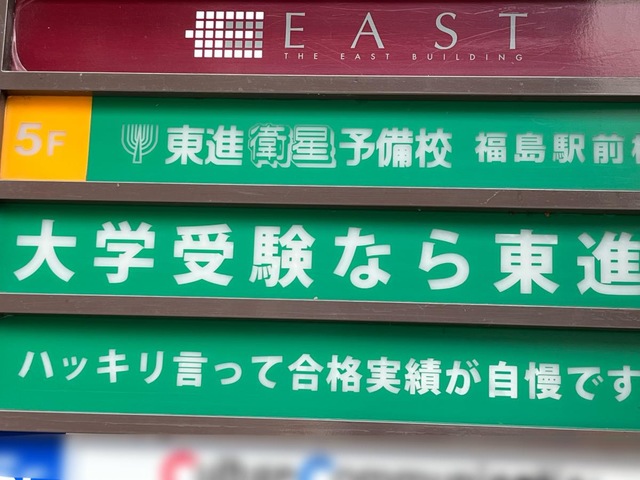 EAST
THE EAST BUILDING
5F 東進衛星予備校 福島駅前
大学受験なら東進
ハッキリ言って合格実績が自慢です